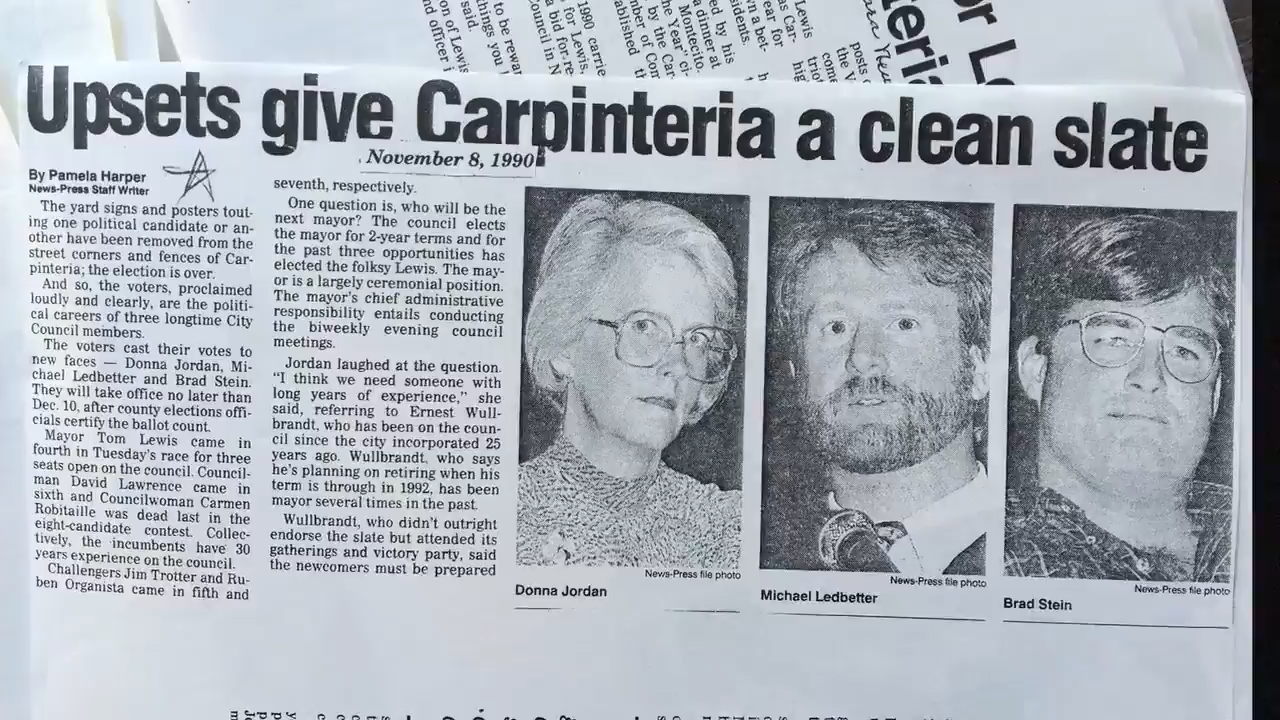 Upsets give Carpinteria a clean slate
November 8, 1990
By Pamela Harper
News-Press Staff Writer
The yard signs and posters tout-
ing one political candidate or an-
other have been removed from the
street corners and fences of Car-
pinteria; the election is over.
And so, the voters, proclaimed
loudly and clearly, are the politi-
cal careers of three longtime City
Council members.
The voters cast their votes to
new faces — Donna Jordan, Mi-
chael Ledbetter and Brad Stein.
They will take office no later than
Dec. 10, after county elections offi-
cials certify the ballot count.
Mayor Tom Lewis came in
fourth in Tuesday's race for three
seats open on the council. Council-
man David Lawrence came in
sixth and Councilwoman Carmen
Robitaille was dead last in the
eight-candidate contest. Collec-
tively, the incumbents have 30
years experience on the council.
Challengers Jim Trotter and Ru-
ben Organista came in fifth and
seventh, respectively.
One question is, who will be the
next mayor? The council elects
the mayor for 2-year terms and for
the past three opportunities has
elected the folksy Lewis. The may-
or is a largely ceremonial position.
The mayor's chief administrative
responsibility entails conducting
the biweekly evening council
meetings.
Jordan laughed at the question.
"I think we need someone with
long years of experience," she
said, referring to Ernest Wull-
brandt, who has been on the coun-
cil since the city incorporated 25
years ago. Wullbrandt, who says
he's planning on retiring when his
term is through in 1992, has been
mayor several times in the past.
Wullbrandt, who didn't outright
endorse the slate but attended its
gatherings and victory party, said
the newcomers must be prepared
News-Press file photo
Donna Jordan
News-Press file photo
Michael Ledbetter
News-Press file photo
Brad Stein